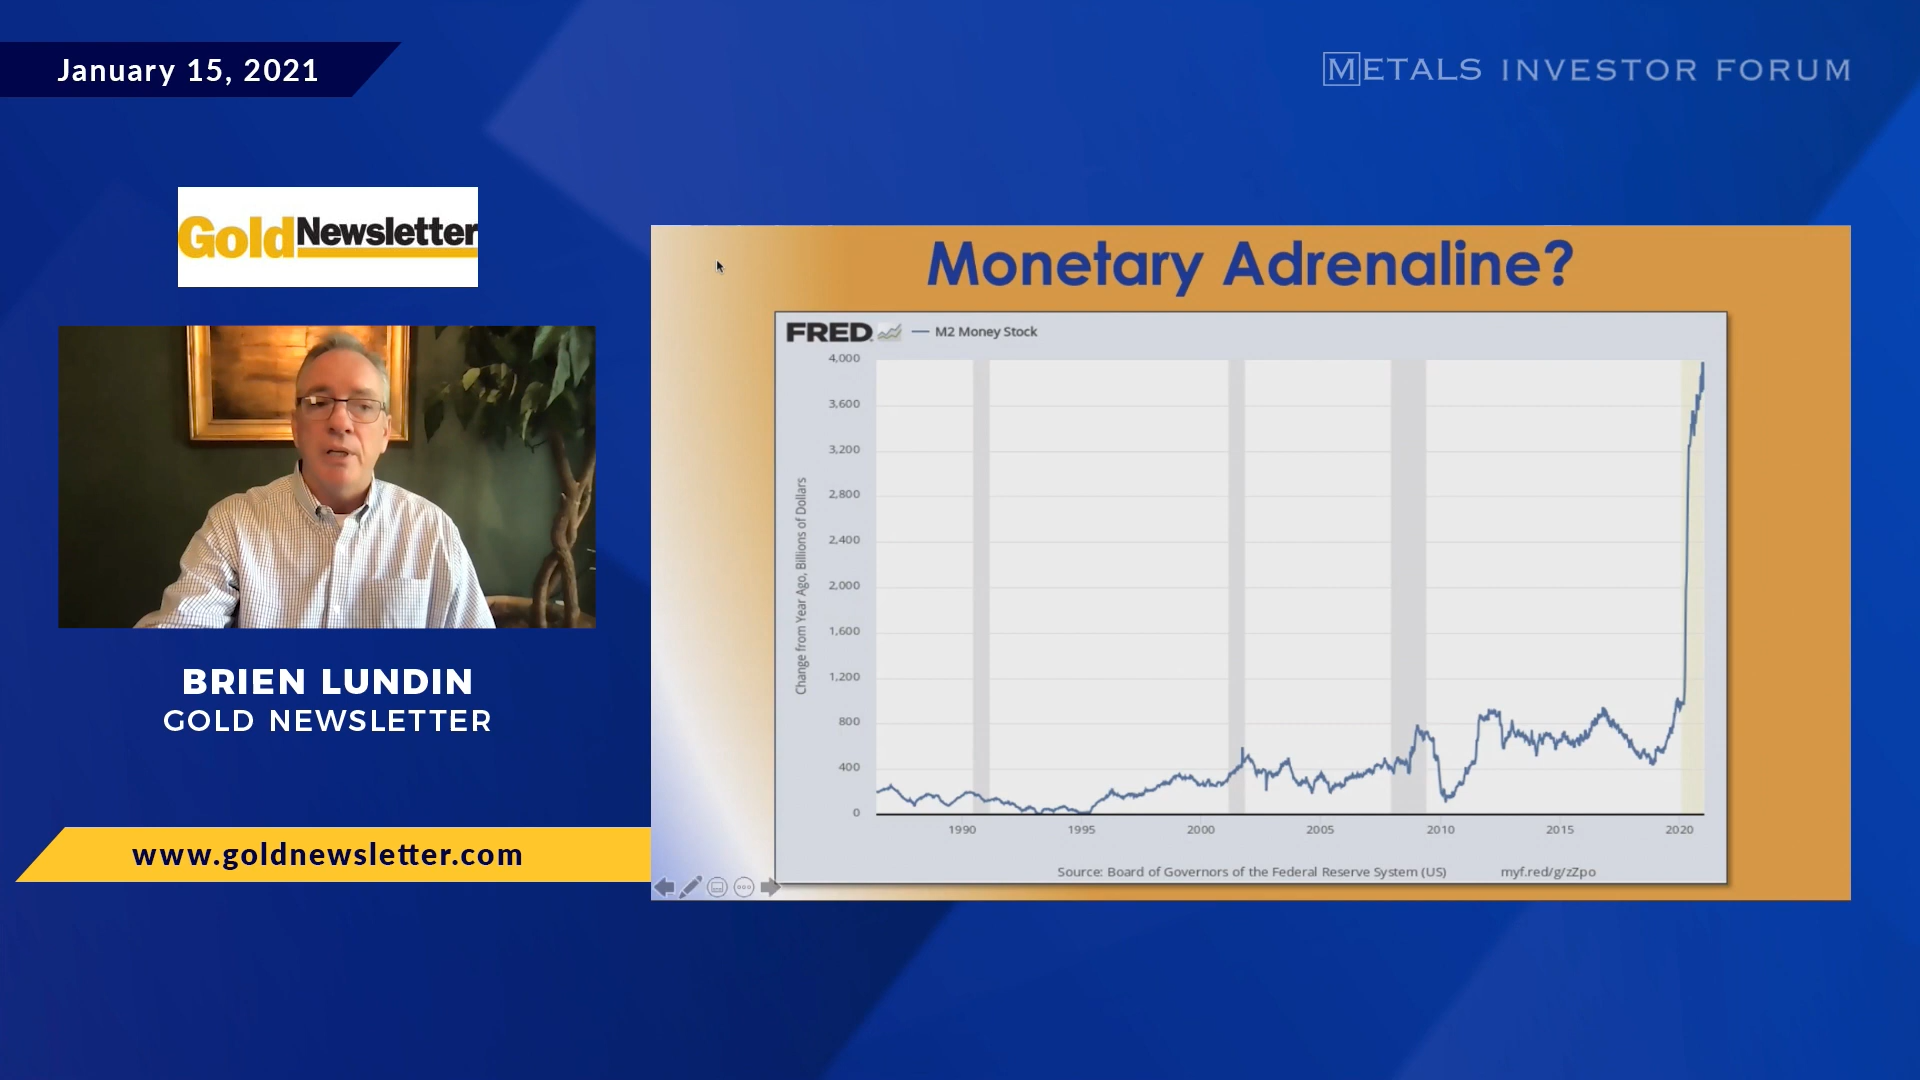 January 15, 2021
METALS INVESTOR FORUM
GoldNewsletter
BRIEN LUNDIN
GOLD NEWSLETTER
www.goldnewsletter.com
Monetary Adrenaline?
FRED
M2 Money Stock
Change from Year Ago, Billions of Dollars
4,000
3,600
3,200
2,800
2,400
2,000
1,600
1,200
800
400
0
1990 1995 2000 2005 2010 2015 2020
Source: Board of Governors of the Federal Reserve System (US)
myf.red/g/zZpo